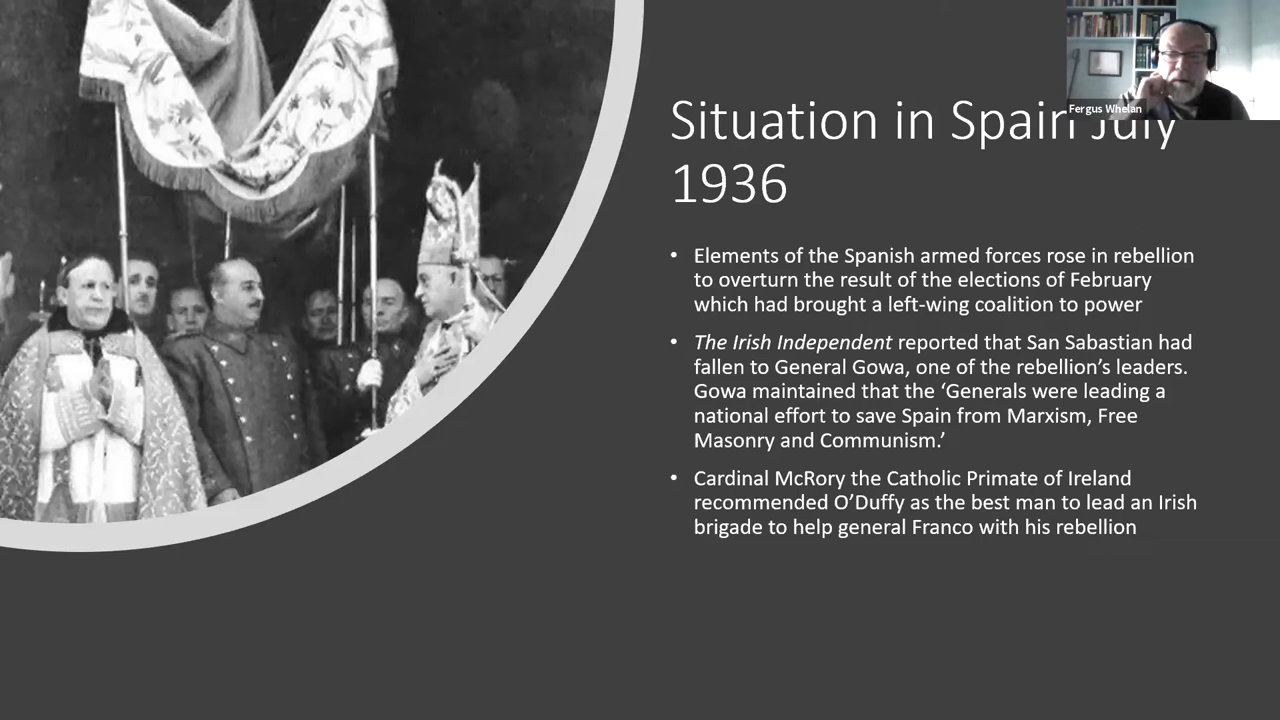 Fergus Whelan
Situation in Spain July
1936
• Elements of the Spanish armed forces rose in rebellion
to overturn the result of the elections of February
which had brought a left-wing coalition to power
• The Irish Independent reported that San Sabastian had
fallen to General Gowa, one of the rebellion’s leaders.
Gowa maintained that the ‘Generals were leading a
national effort to save Spain from Marxism, Free
Masonry and Communism.’
• Cardinal McRory the Catholic Primate of Ireland
recommended O’Duffy as the best man to lead an Irish
brigade to help general Franco with his rebellion